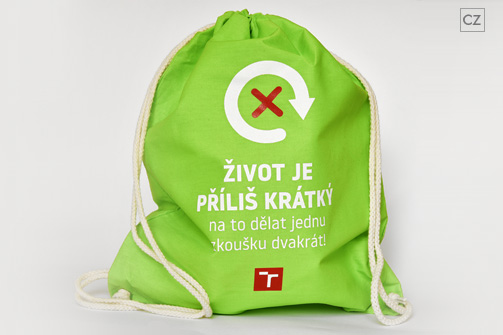 CZ
ŽIVOT JE
PŘÍLIŠ KRÁTKÝ
na to dělat jednu
zkoušku dvakrát!